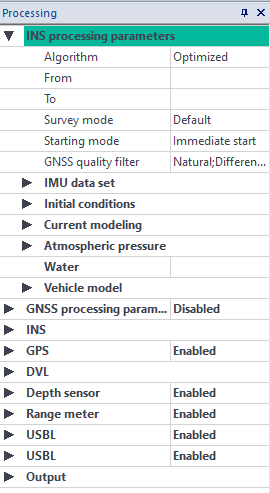 Processing
INS processing parameters
Algorithm Optimized
From
To
Survey mode Default
Starting mode Immediate start
GNSS quality filter Natural;Differen...
IMU data set
Initial conditions
Current modeling
Atmospheric pressure
Water
Vehicle model
GNSS processing param... Disabled
INS
GPS Enabled
DVL
Depth sensor Enabled
Range meter Enabled
USBL Enabled
USBL Enabled
Output